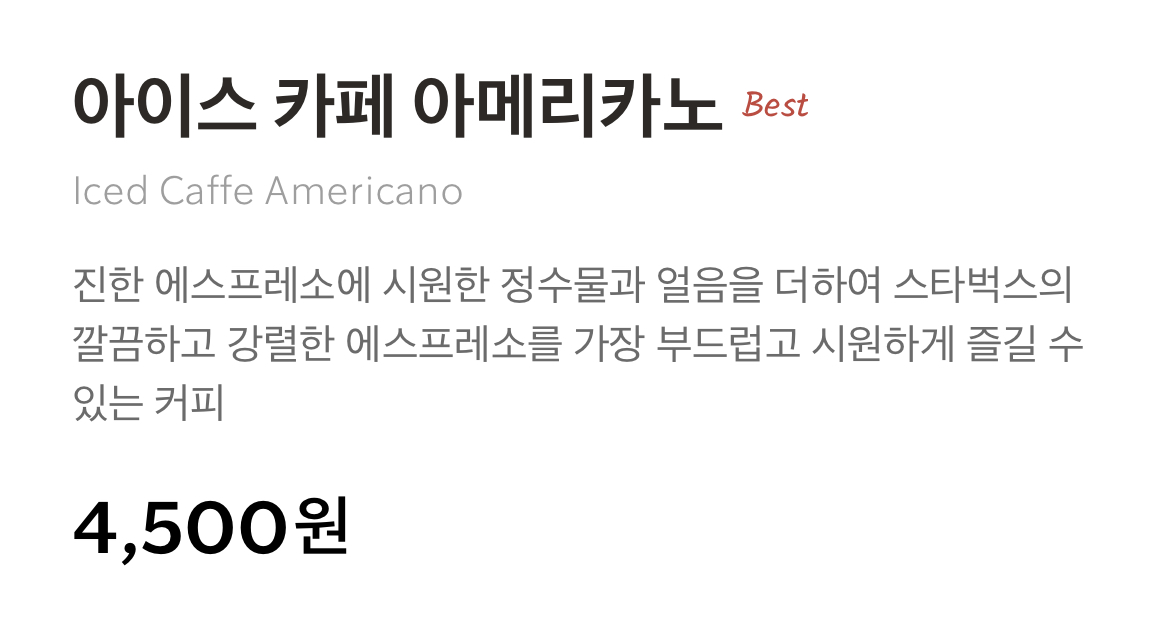 아이스 카페 아메리카노 Best
Iced Caffe Americano
진한 에스프레소에 시원한 정수물과 얼음을 더하여 스타벅스의
깔끔하고 강렬한 에스프레소를 가장 부드럽고 시원하게 즐길 수
있는 커피
4,500원